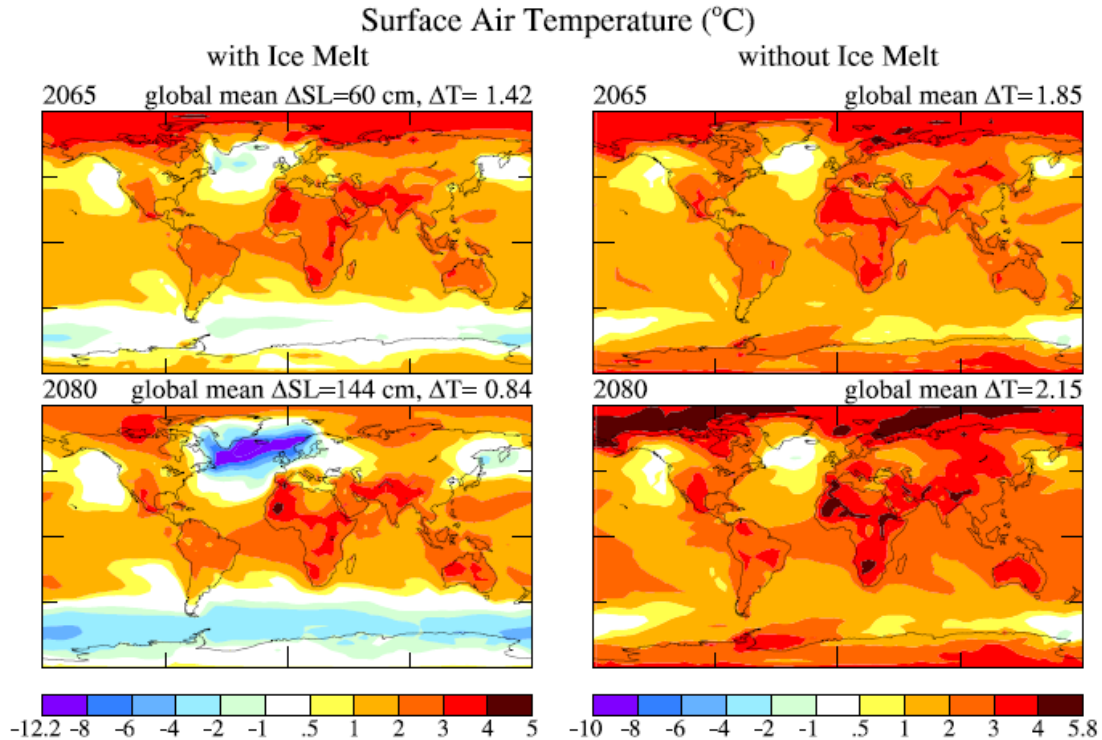 Surface Air Temperature (°C)
with Ice Melt
without Ice Melt
2065 global mean ΔSL=60 cm, ΔT= 1.42
2065 global mean ΔT=1.85
2080 global mean ΔSL=144 cm, ΔT= 0.84
2080 global mean ΔT=2.15
-12.2 -8 -6 -4 -2 -1 .5 1 2 3 4 5
-10 -8 -6 -4 -2 -1 .5 1 2 3 4 5.8